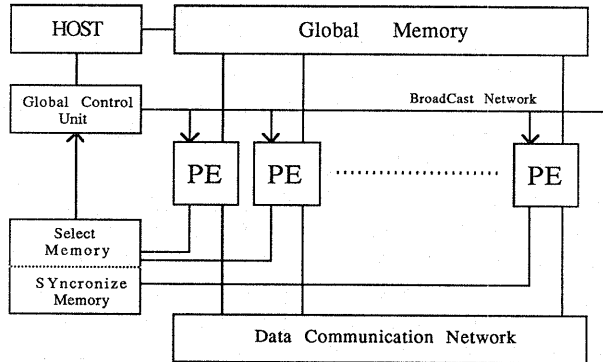 HOST
Global Memory
Global Control
Unit
BroadCast Network
PE
PE
PE
Select
Memory
SYncronize
Memory
Data Communication Network